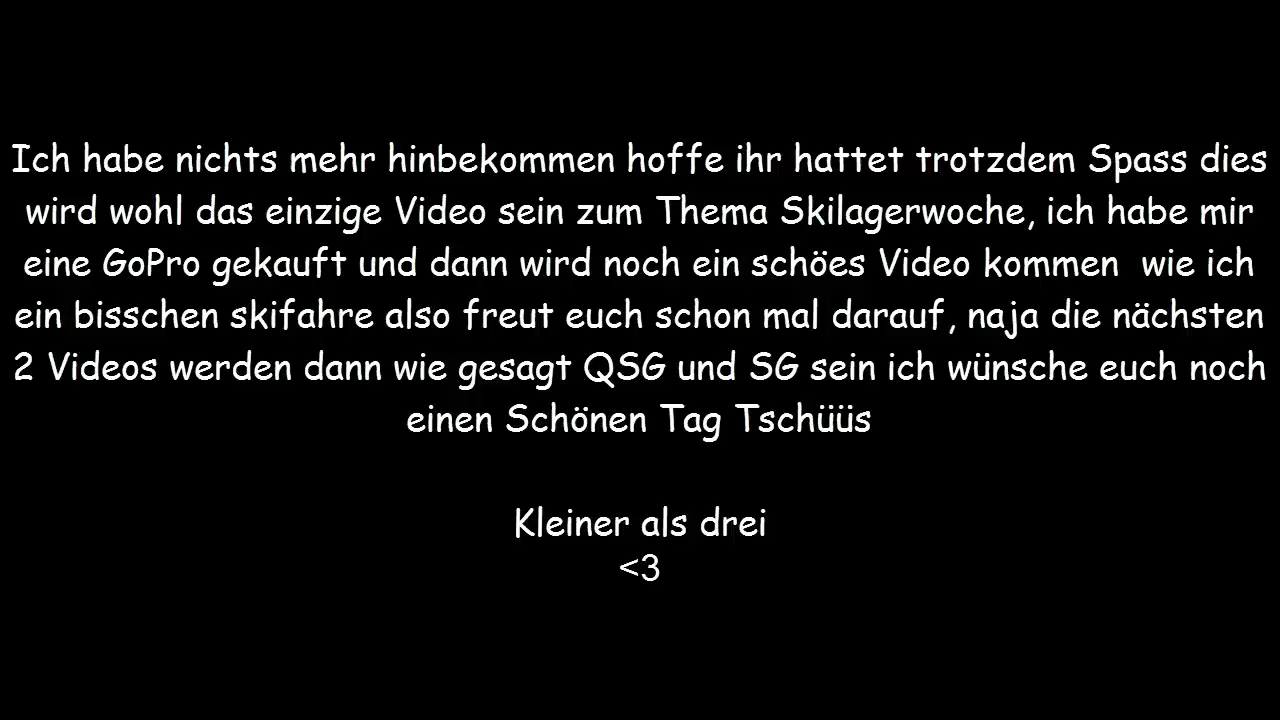 Ich habe nichts mehr hinbekommen hoffe ihr hattet trotzdem Spass dies
wird wohl das einzige Video sein zum Thema Skilagerwoche, ich habe mir
eine GoPro gekauft und dann wird noch ein schöes Video kommen  wie ich
ein bisschen skifahre also freut euch schon mal darauf, naja die nächsten
2 Videos werden dann wie gesagt QSG und SG sein ich wünsche euch noch
einen Schönen Tag Tschüüs
Kleiner als drei
<3